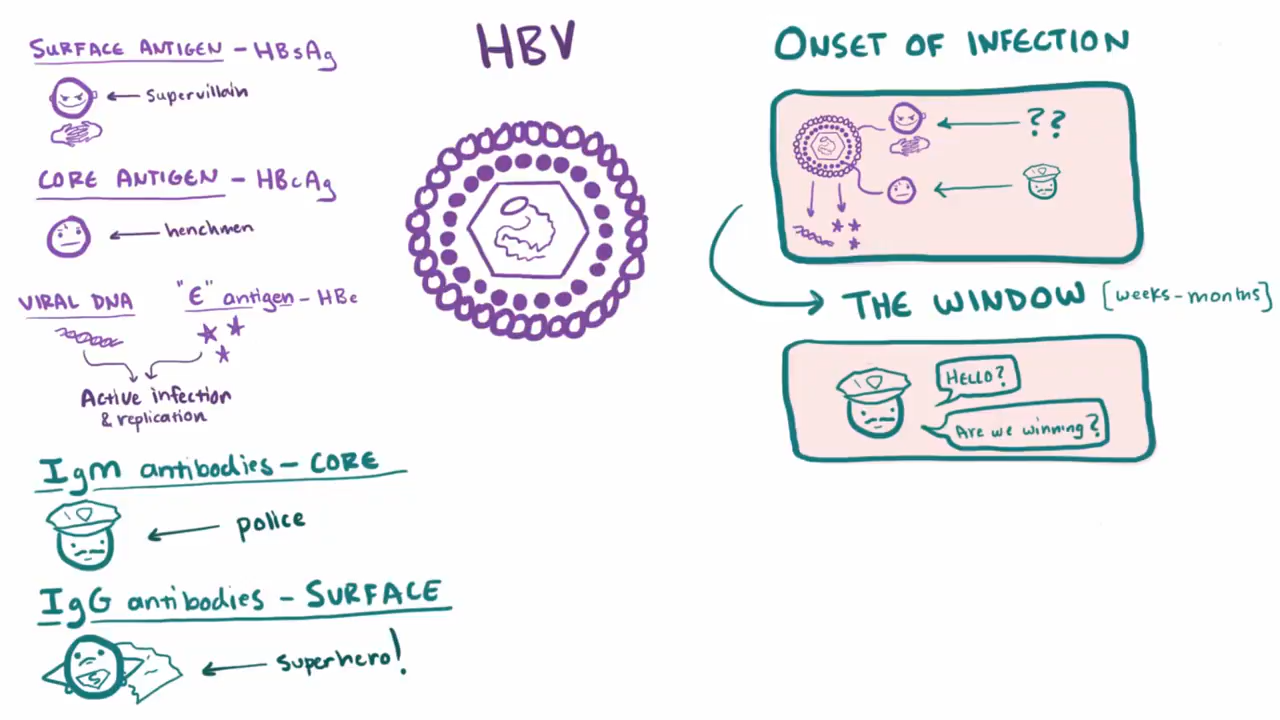 SURFACE ANTIGEN - HBsAg
supervillain
CORE ANTIGEN - HBcAg
henchmen
VIRAL DNA
"E" antigen - HBe
Active infection
& replication
IgM antibodies - CORE
police
IgG antibodies - SURFACE
superhero!
HBV
ONSET OF INFECTION
??
THE WINDOW [weeks-months]
HELLO?
Are we winning?